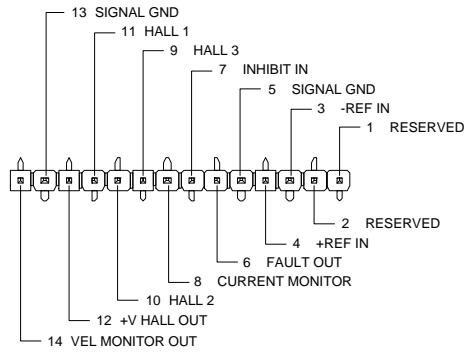 13 SIGNAL GND
11 HALL 1
9 HALL 3
7 INHIBIT IN
5 SIGNAL GND
3 -REF IN
1 RESERVED
2 RESERVED
4 +REF IN
6 FAULT OUT
8 CURRENT MONITOR
10 HALL 2
12 +V HALL OUT
14 VEL MONITOR OUT